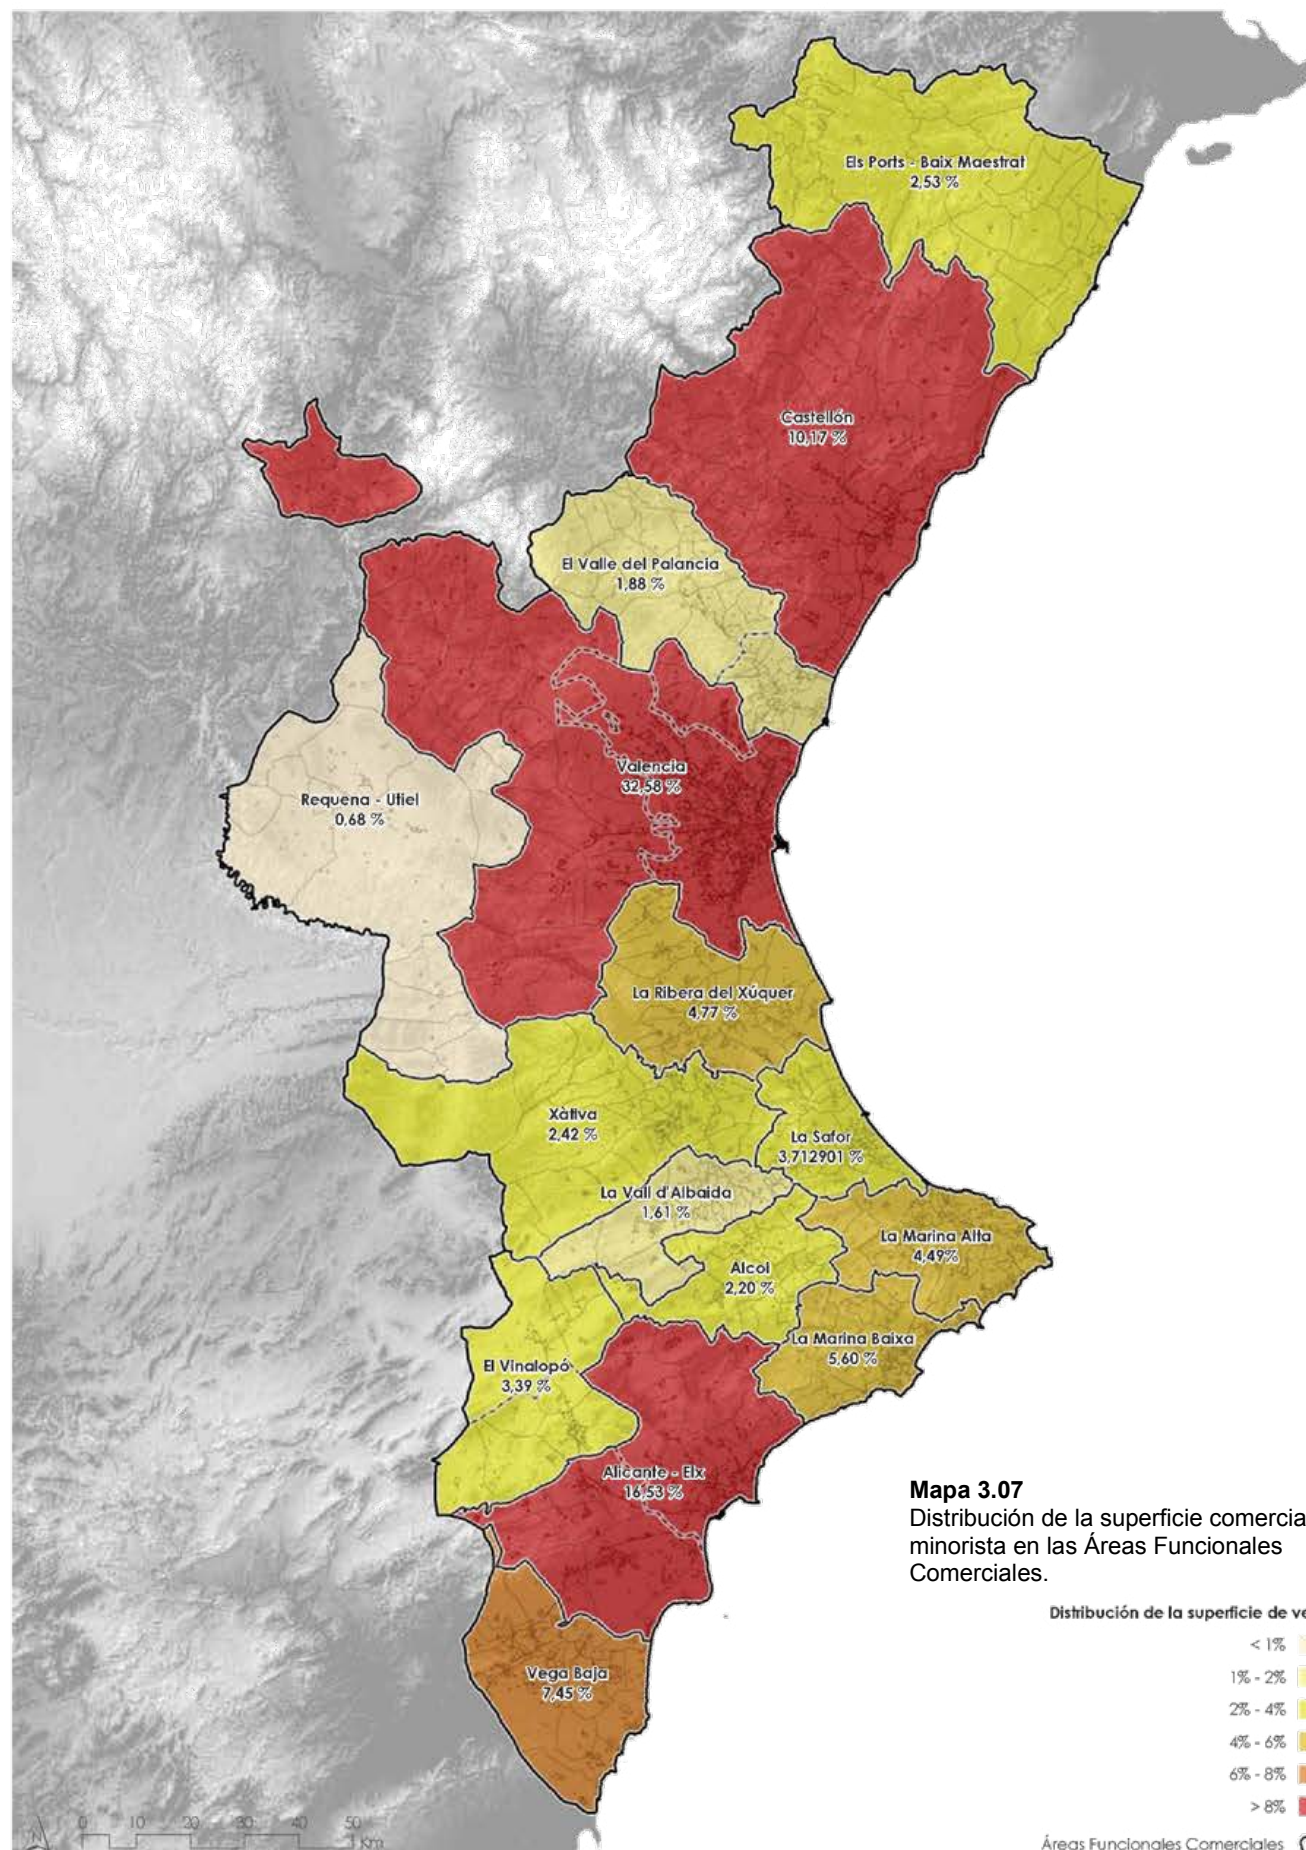 Els Ports - Baix Maestrat
2,53 %
Castellón
10,17 %
El Valle del Palancia
1,88 %
Valencia
32,58 %
Requena - Utiel
0,68 %
La Ribera del Xúquer
4,77 %
Xàtiva
2,42 %
La Safor
3,712901 %
La Vall d'Albaida
1,61 %
La Marina Alta
4,49%
Alcoi
2,20 %
La Marina Baixa
5,60 %
El Vinalopó
3,39 %
Alicante - Elx
16,53 %
Vega Baja
7,45 %
Mapa 3.07
Distribución de la superficie comercia
minorista en las Áreas Funcionales
Comerciales.
Distribución de la superficie de ve
< 1%
1% - 2%
2% - 4%
4% - 6%
6% - 8%
> 8%
Áreas Funcionales Comerciales
0 10 20 30 40 50
Km
N